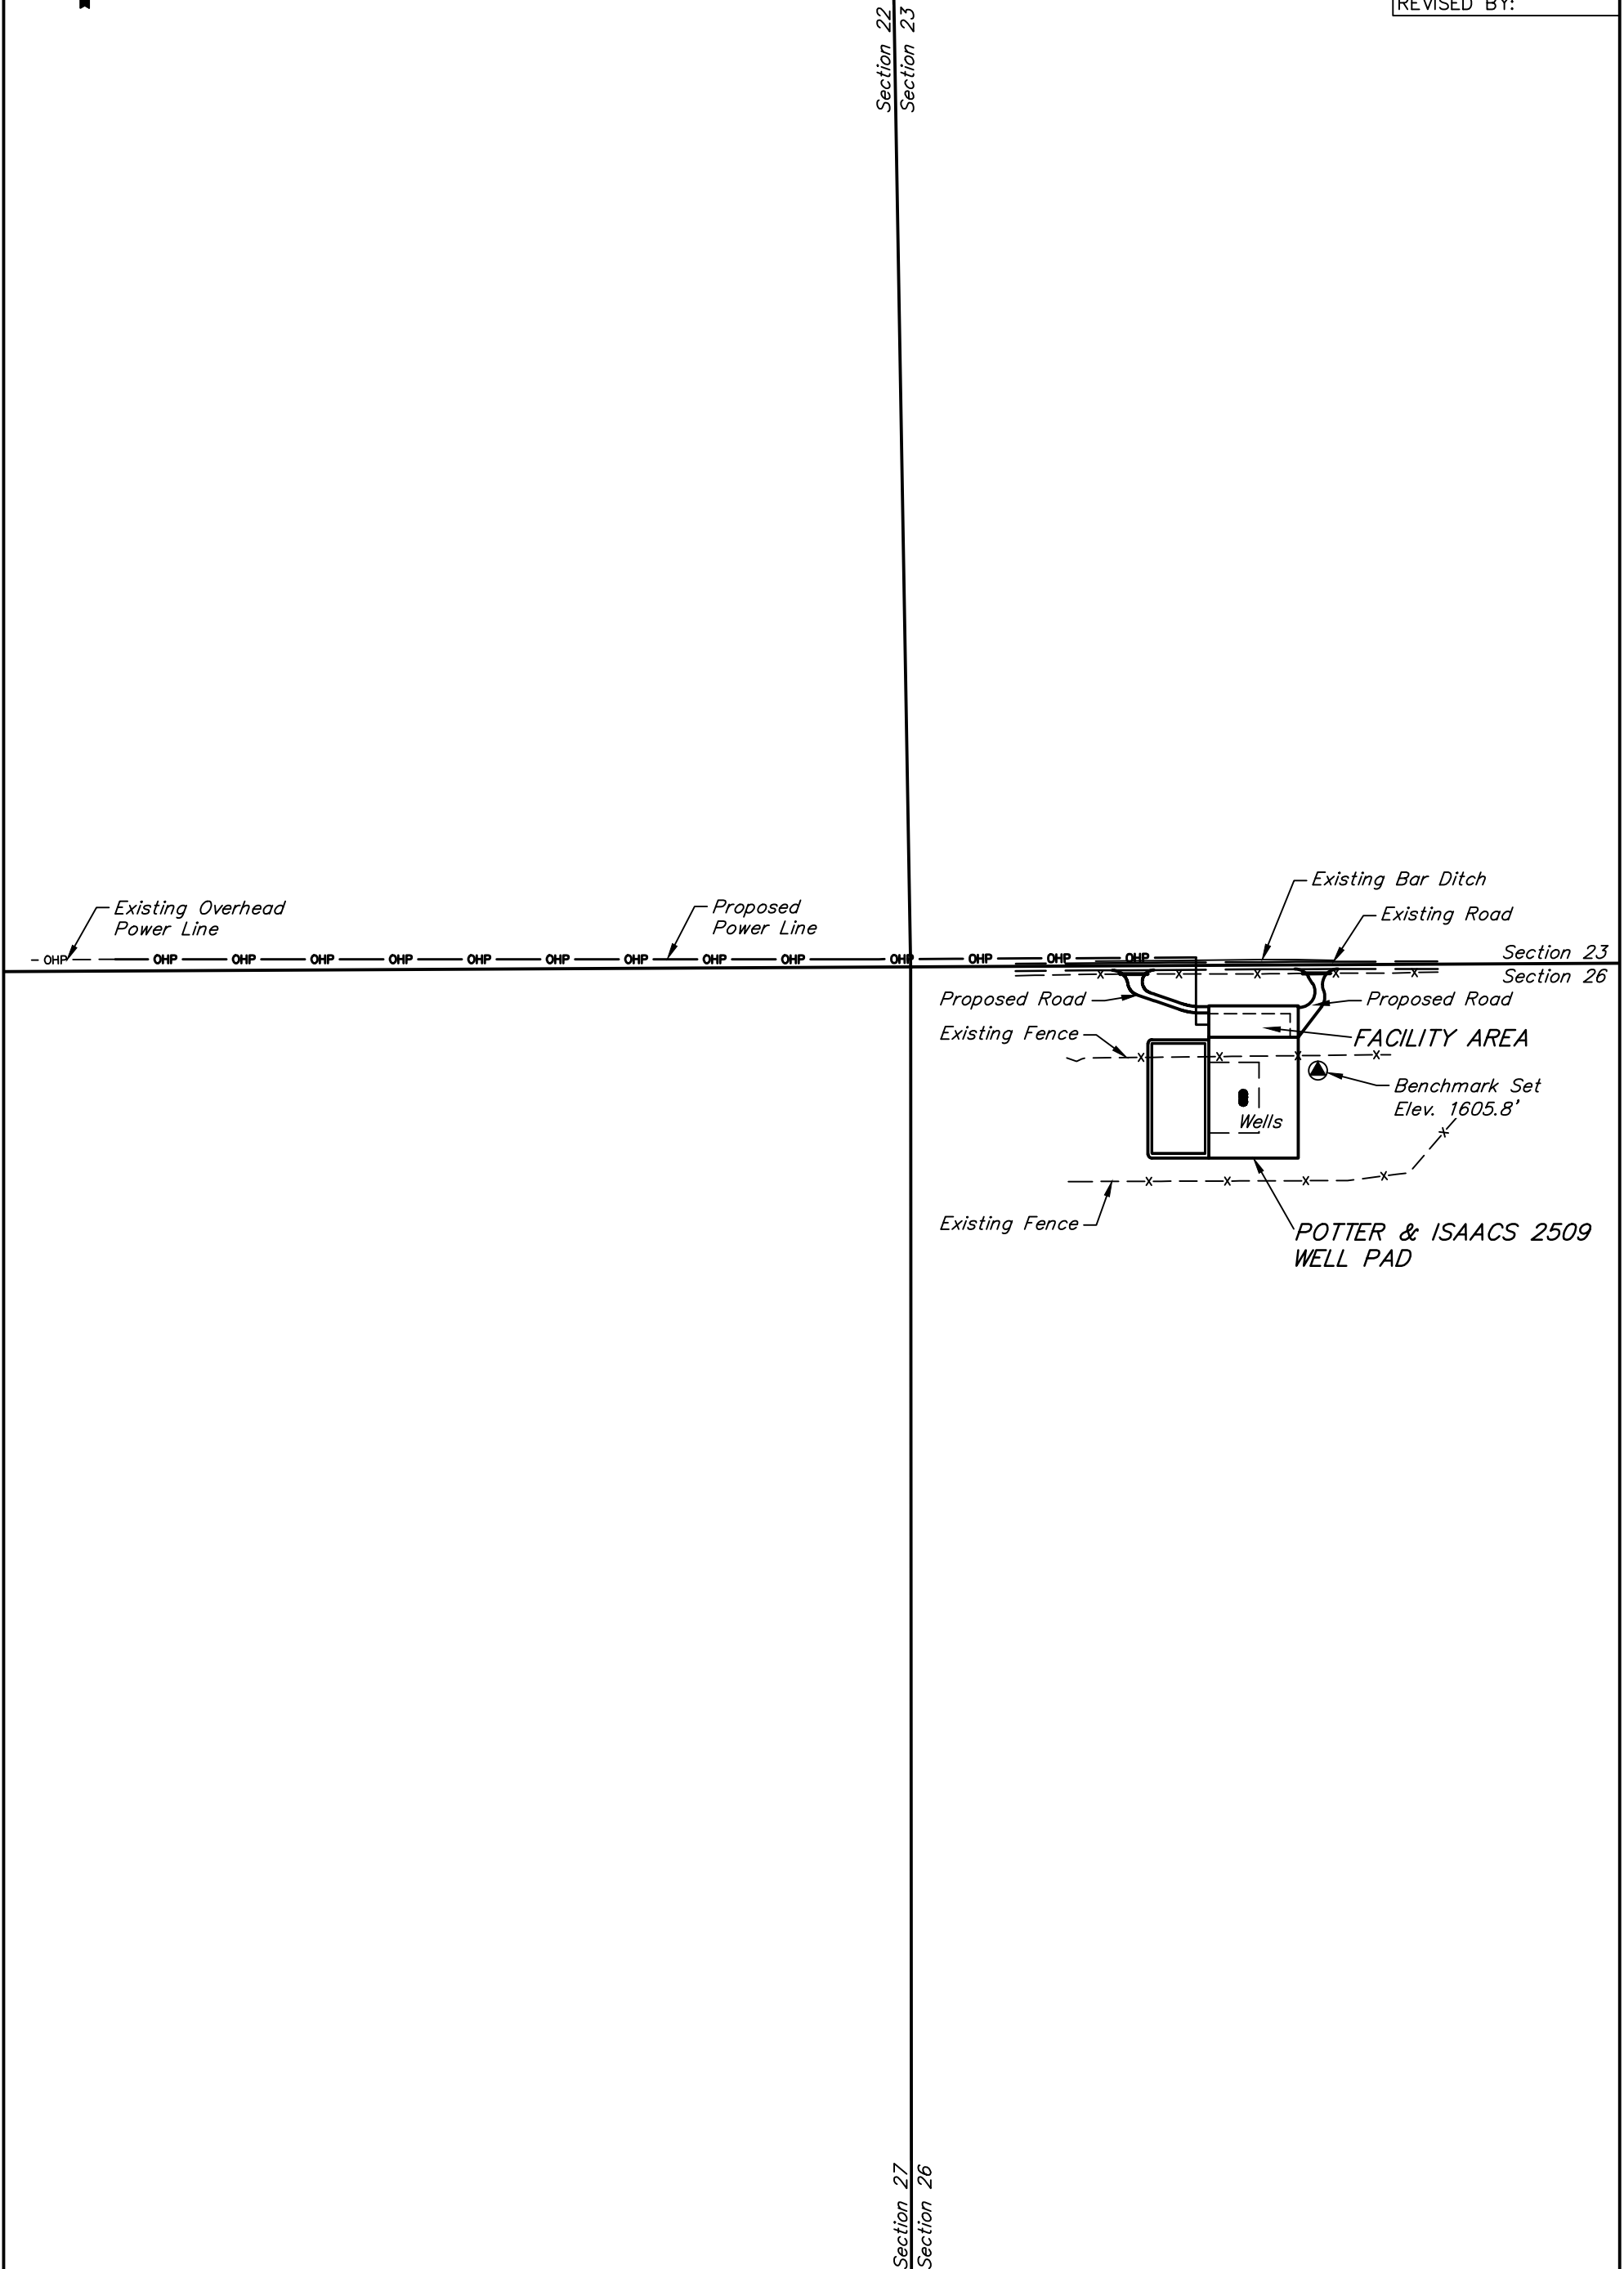 REVISED BY:
Section 22
Section 23
Existing Bar Ditch
Existing Overhead
Power Line
Proposed
Power Line
Existing Road
OHP OHP OHP OHP OHP OHP OHP OHP OHP OHP OHP OHP OHP OHP
Section 23
Section 26
x x x x x
Proposed Road
Proposed Road
Existing Fence
FACILITY AREA
x x x x
Benchmark Set
Elev. 1605.8'
Wells
x x x x x
Existing Fence
POTTER & ISAACS 2509
WELL PAD
Section 27
Section 26